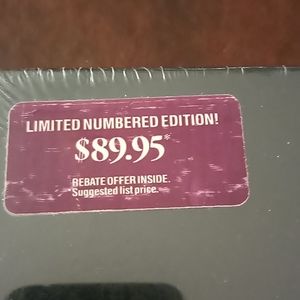 LIMITED NUMBERED EDITION!
$89.95*
REBATE OFFER INSIDE.
Suggested list price.